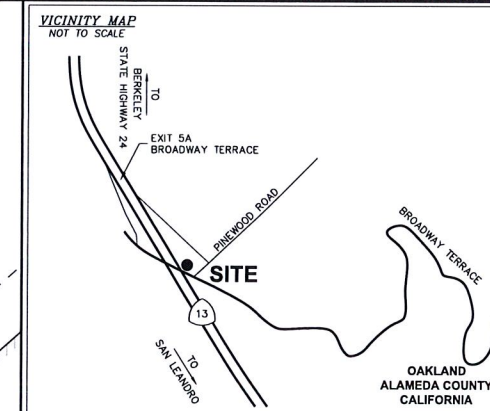 VICINITY MAP
NOT TO SCALE
TO
BERKELEY
STATE HIGHWAY 24
EXIT 5A
BROADWAY TERRACE
PINEWOOD ROAD
BROADWAY TERRACE
SITE
13
TO
SAN LEANDRO
OAKLAND
ALAMEDA COUNTY
CALIFORNIA